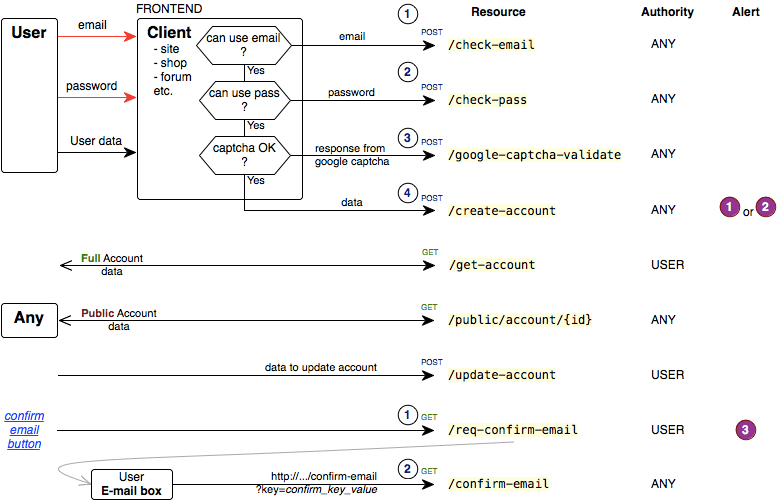 FRONTEND
Resource
Authority
Alert
User
email
Client
- site
- shop
- forum
etc.
can use email
?
email
1
POST
/check-email
ANY
Yes
password
can use pass
?
password
2
POST
/check-pass
ANY
Yes
User data
captcha OK
?
response from
google captcha
3
POST
/google-captcha-validate
ANY
Yes
data
4
POST
/create-account
ANY
1 or 2
Full Account
data
GET
/get-account
USER
Any
Public Account
data
GET
/public/account/{id}
ANY
data to update account
POST
/update-account
USER
confirm
email
button
1
GET
/req-confirm-email
USER
3
User
E-mail box
http://.../confirm-email
?key=confirm_key_value
2
GET
/confirm-email
ANY